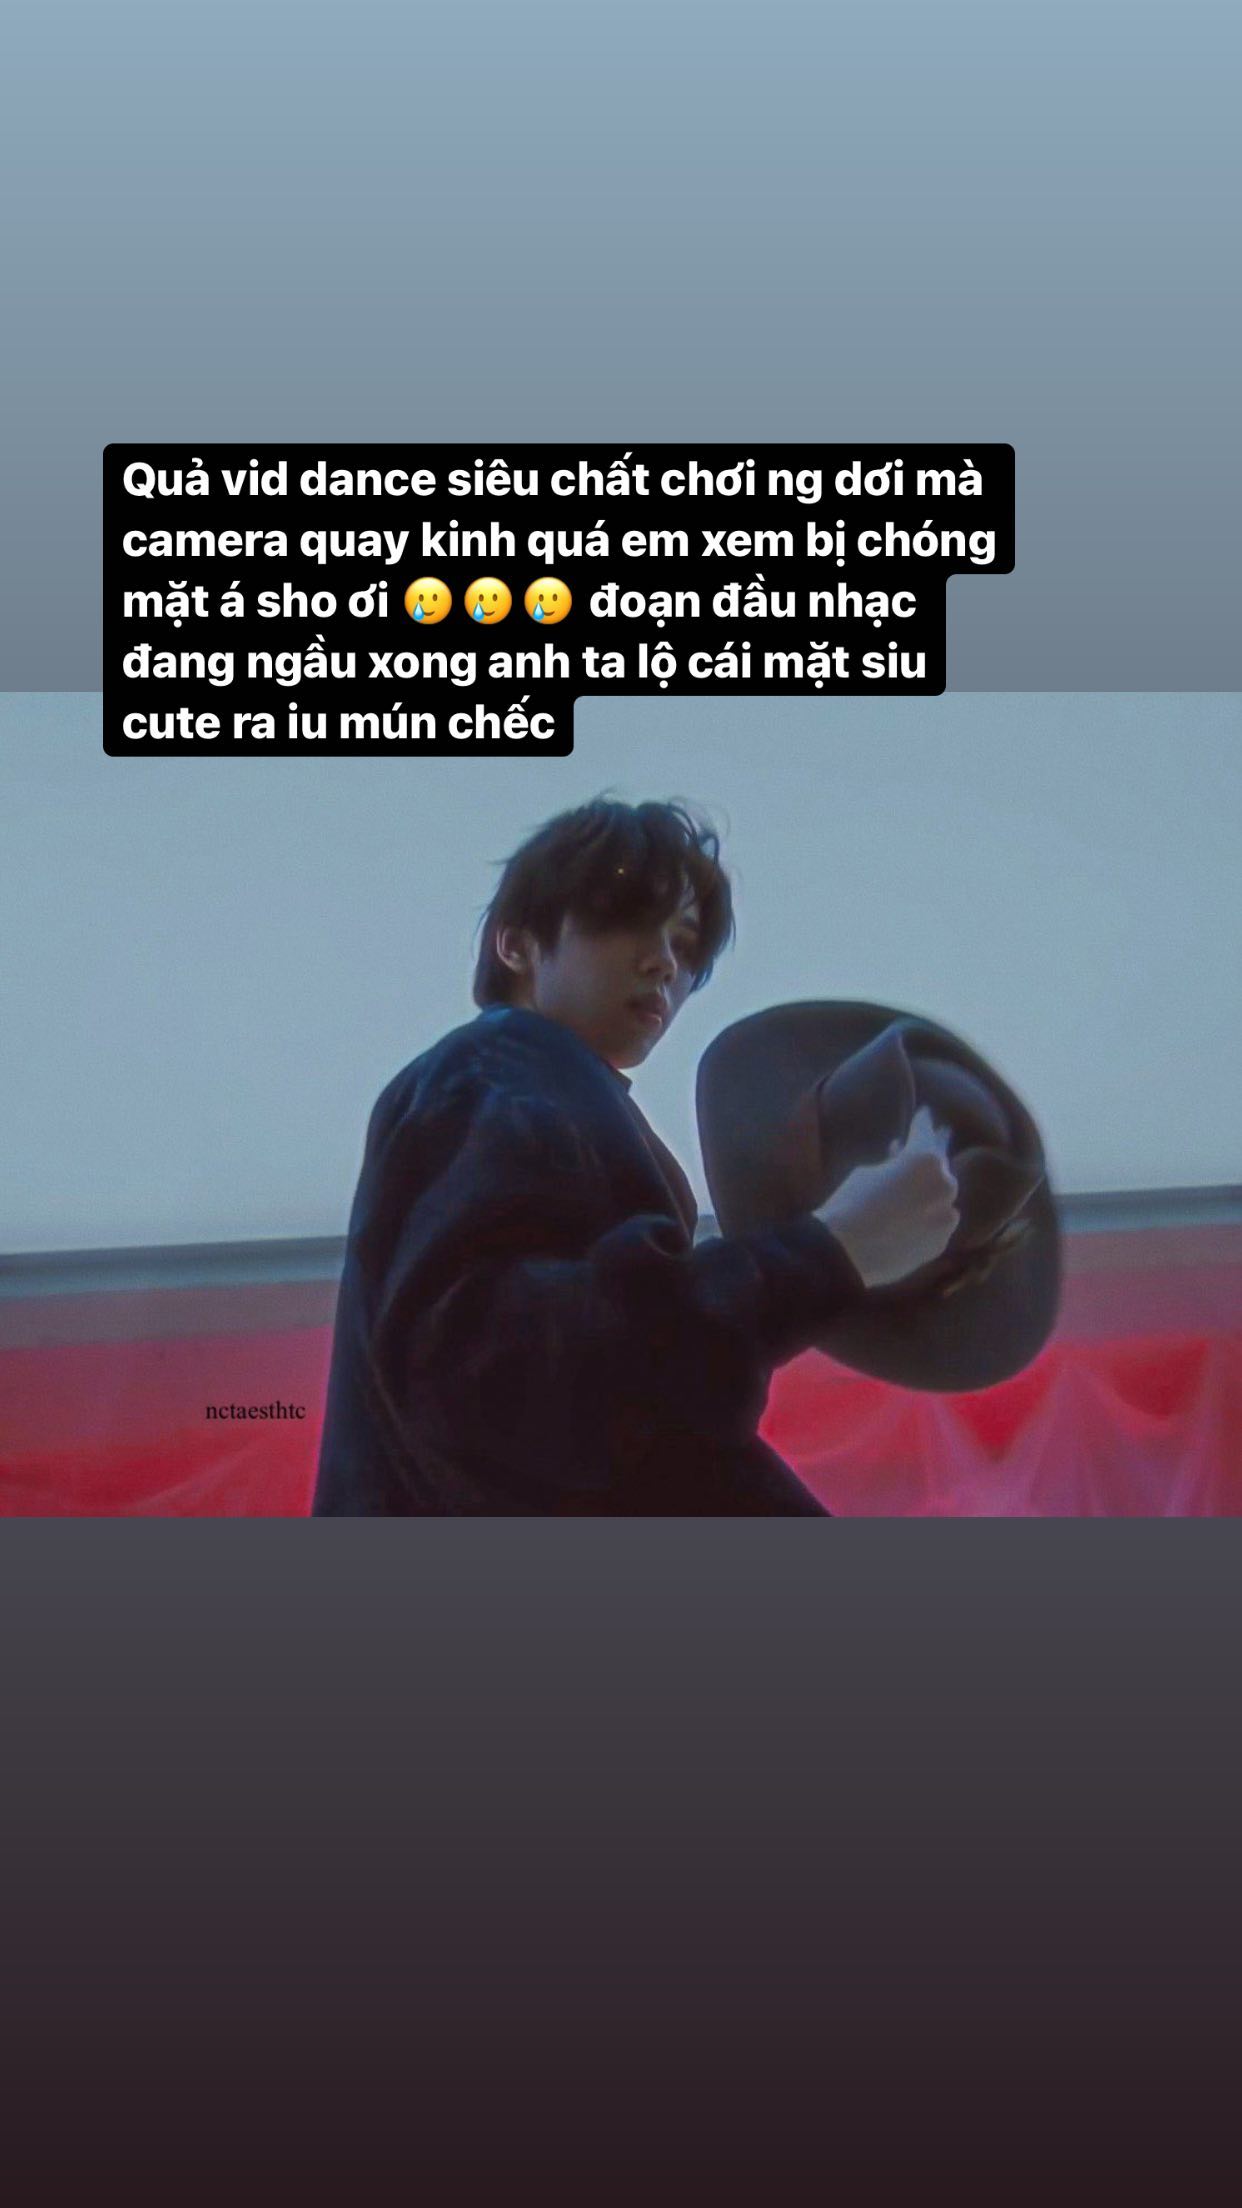 Quả vid dance siêu chất chơi ng dơi mà
camera quay kinh quá em xem bị chóng
mặt á sho ơi 🥲🥲🥲 đoạn đầu nhạc
đang ngầu xong anh ta lộ cái mặt siu
cute ra iu mún chếc
nctaesthtc